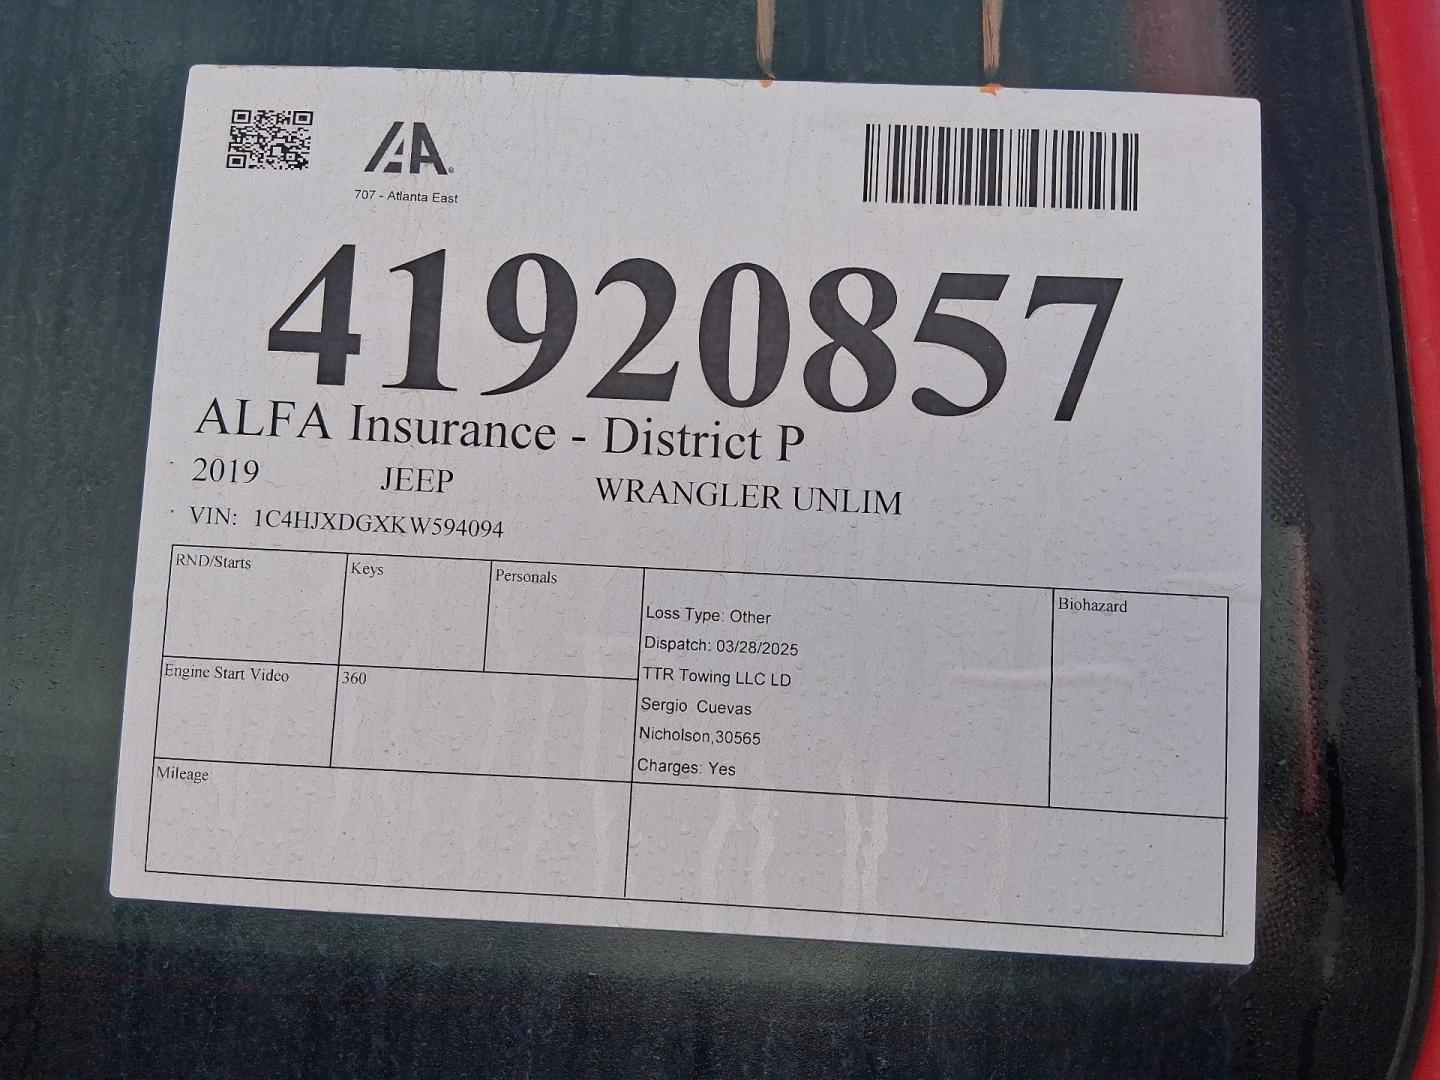 IAA
707 - Atlanta East
41920857
ALFA Insurance - District P
2019 JEEP WRANGLER UNLIM
VIN: 1C4HJXDGXKW594094
RND/Starts Keys Personals
Loss Type: Other
Dispatch: 03/28/2025
TTR Towing LLC LD
Sergio Cuevas
Nicholson,30565
Charges: Yes
Biohazard
Engine Start Video 360
Mileage